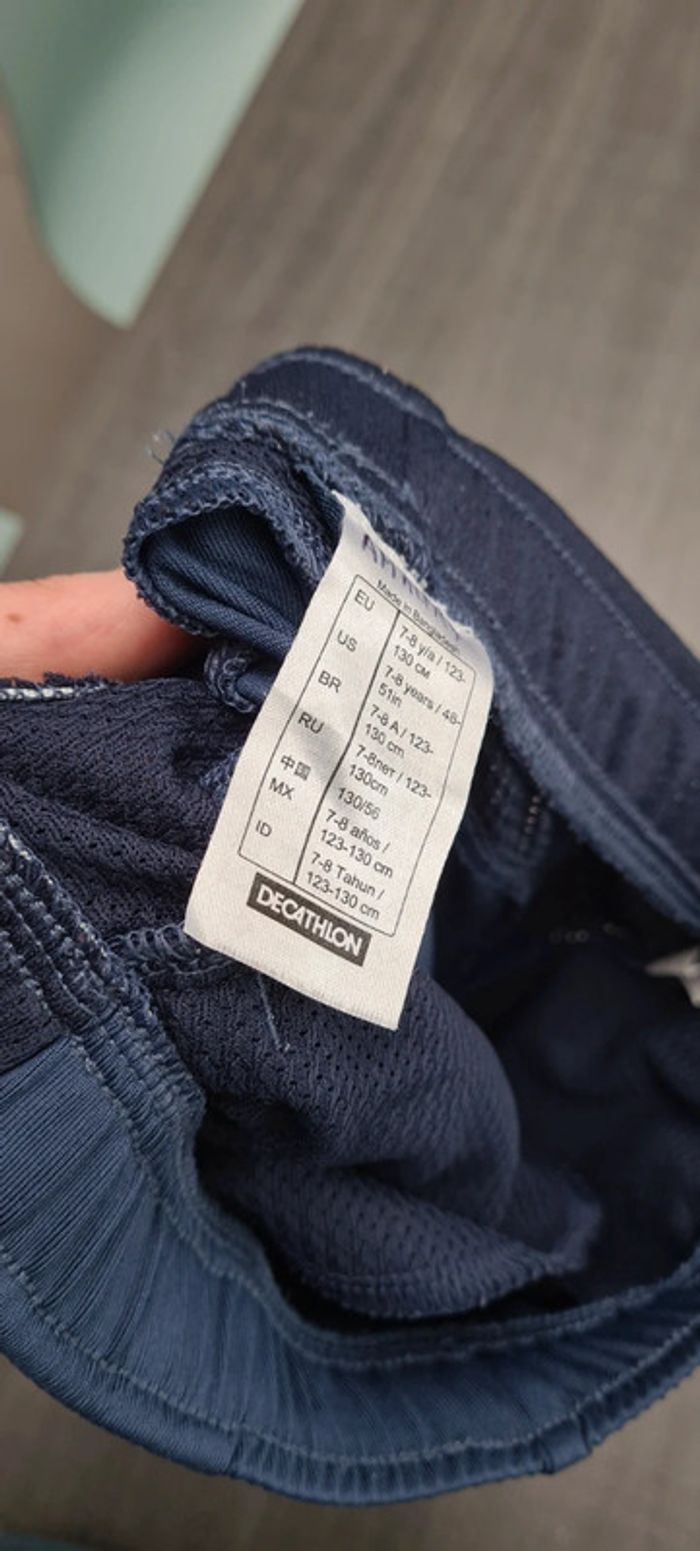 Made in Bangladesh
EU 7-8 y/a / 123-
130 см
US 7-8 years / 48-
51in
BR 7-8 A / 123-
130 cm
RU 7-8лет / 123-
130cm
中国 130/56
MX 7-8 años /
123-130 cm
ID 7-8 Tahun /
123-130 cm
DECATHLON